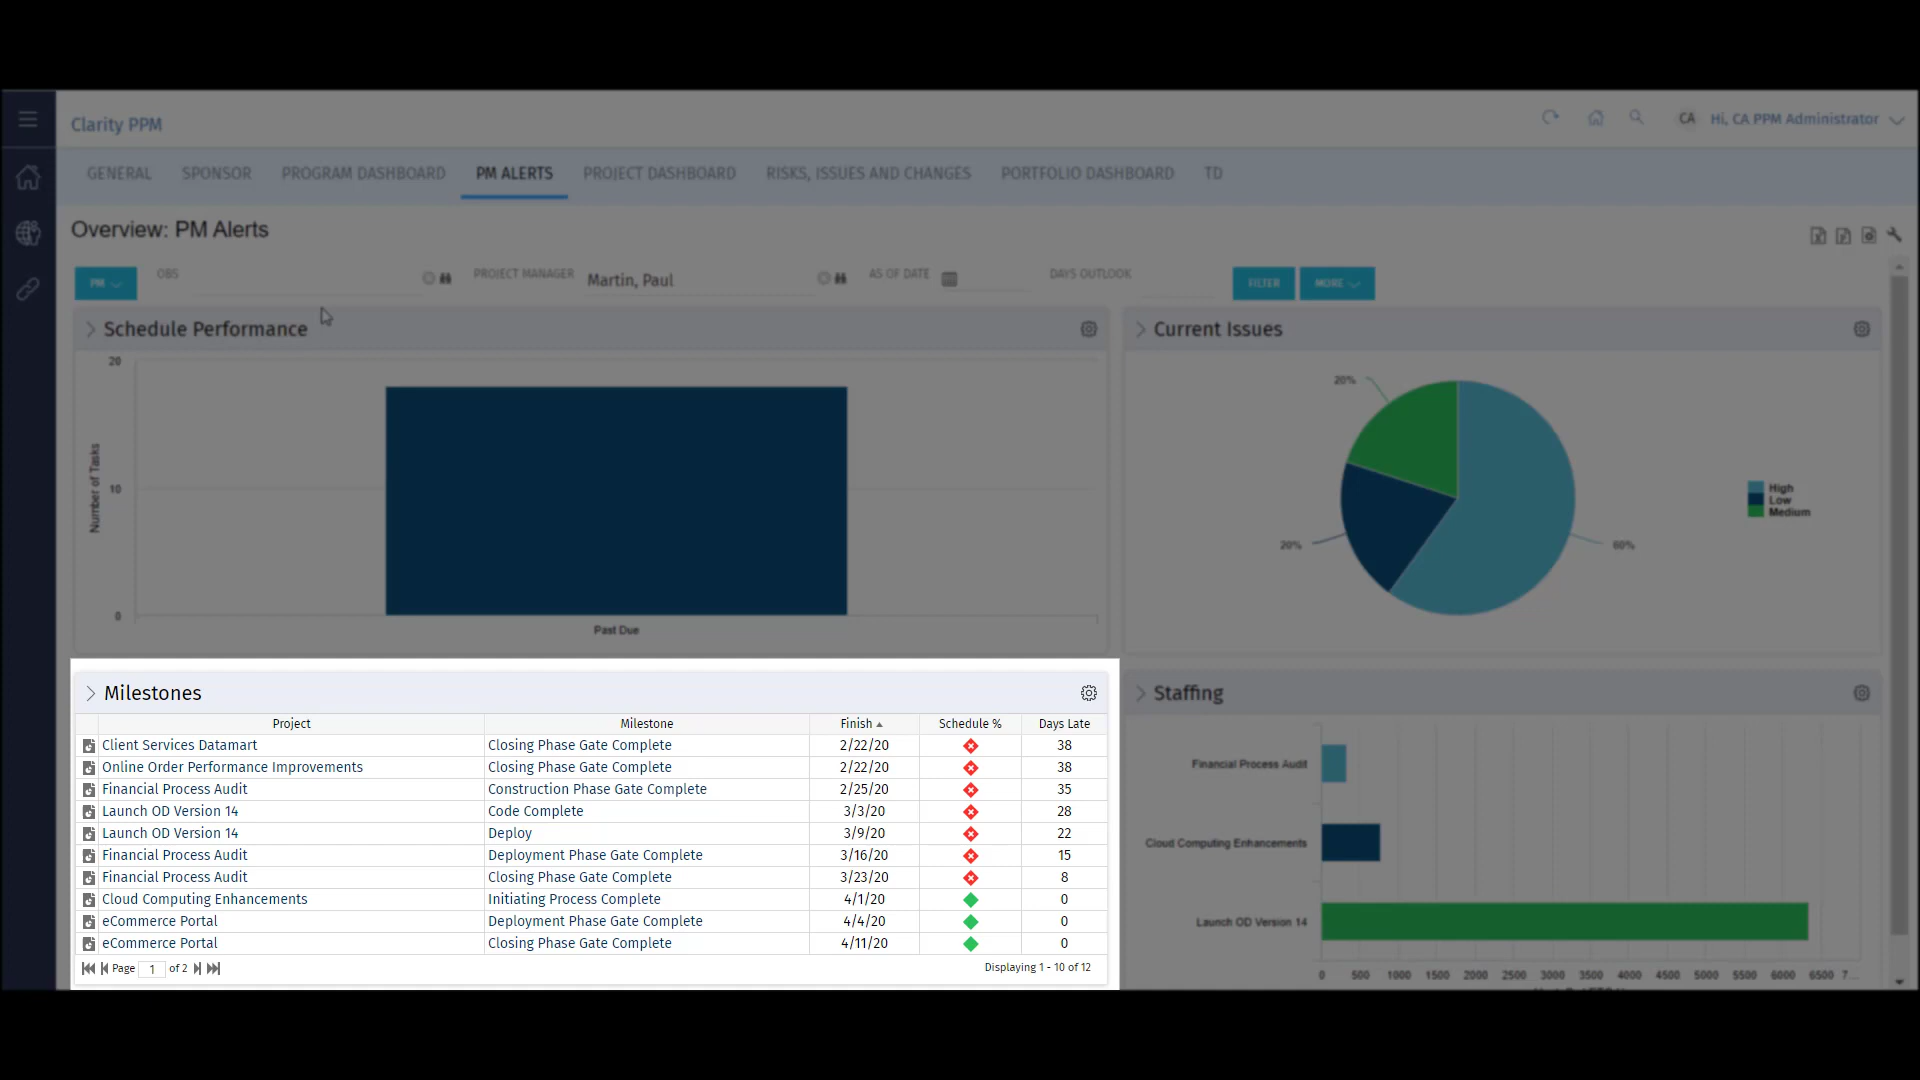 Clarity PPM
CA Hi, CA PPM Administrator
GENERAL SPONSOR PROGRAM DASHBOARD PM ALERTS PROJECT DASHBOARD RISKS, ISSUES AND CHANGES PORTFOLIO DASHBOARD TD
Overview: PM Alerts
PM OBS PROJECT MANAGER Martin, Paul AS OF DATE DAYS OUTLOOK FILTER MORE
Schedule Performance
20
10
0
Number of Tasks
Past Due
Current Issues
20%
20%
60%
High
Low
Medium
Milestones
Project Milestone Finish Schedule % Days Late
Client Services Datamart Closing Phase Gate Complete 2/22/20 38
Online Order Performance Improvements Closing Phase Gate Complete 2/22/20 38
Financial Process Audit Construction Phase Gate Complete 2/25/20 35
Launch OD Version 14 Code Complete 3/3/20 28
Launch OD Version 14 Deploy 3/9/20 22
Financial Process Audit Deployment Phase Gate Complete 3/16/20 15
Financial Process Audit Closing Phase Gate Complete 3/23/20 8
Cloud Computing Enhancements Initiating Process Complete 4/1/20 0
eCommerce Portal Deployment Phase Gate Complete 4/4/20 0
eCommerce Portal Closing Phase Gate Complete 4/11/20 0
Page 1 of 2 Displaying 1 - 10 of 12
Staffing
Financial Process Audit
Cloud Computing Enhancements
Launch OD Version 14
0 500 1000 1500 2000 2500 3000 3500 4000 4500 5000 5500 6000 6500 7...